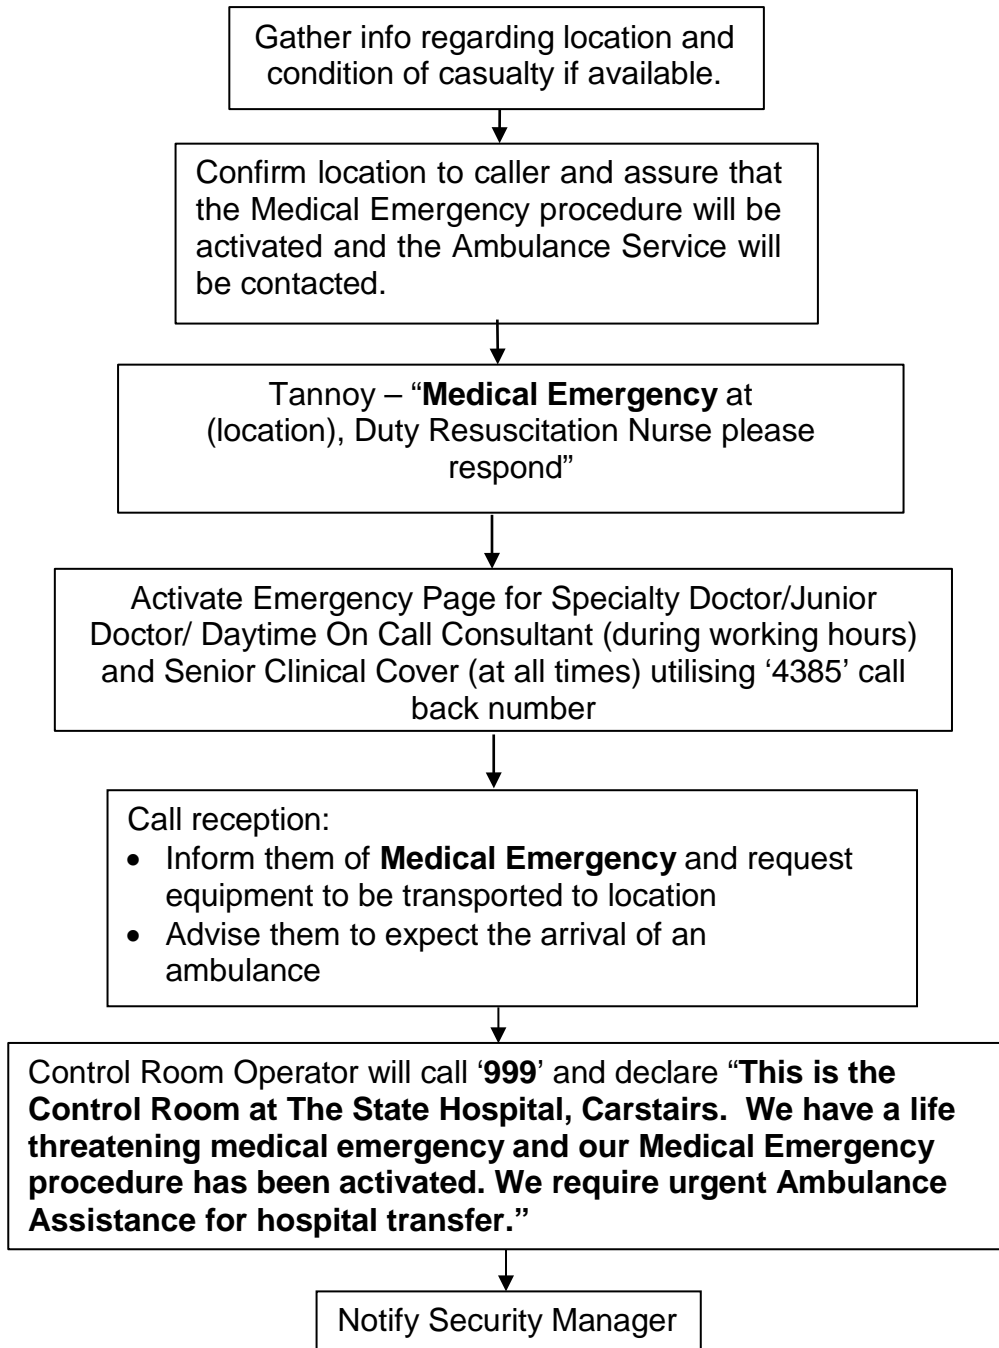 Gather info regarding location and
condition of casualty if available.
Confirm location to caller and assure that
the Medical Emergency procedure will be
activated and the Ambulance Service will
be contacted.
Tannoy – “Medical Emergency at
(location), Duty Resuscitation Nurse please
respond”
Activate Emergency Page for Specialty Doctor/Junior
Doctor/ Daytime On Call Consultant (during working hours)
and Senior Clinical Cover (at all times) utilising ‘4385’ call
back number
Call reception:
• Inform them of Medical Emergency and request
equipment to be transported to location
• Advise them to expect the arrival of an
ambulance
Control Room Operator will call ‘999’ and declare “This is the
Control Room at The State Hospital, Carstairs. We have a life
threatening medical emergency and our Medical Emergency
procedure has been activated. We require urgent Ambulance
Assistance for hospital transfer.”
Notify Security Manager